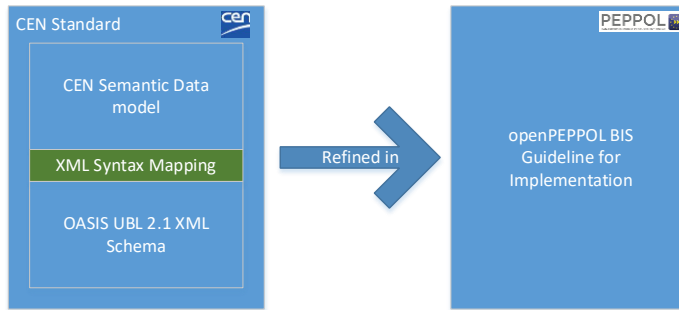 CEN Standard
cen
CEN Semantic Data
model
XML Syntax Mapping
OASIS UBL 2.1 XML
Schema
Refined in
PEPPOL
openPEPPOL BIS
Guideline for
Implementation